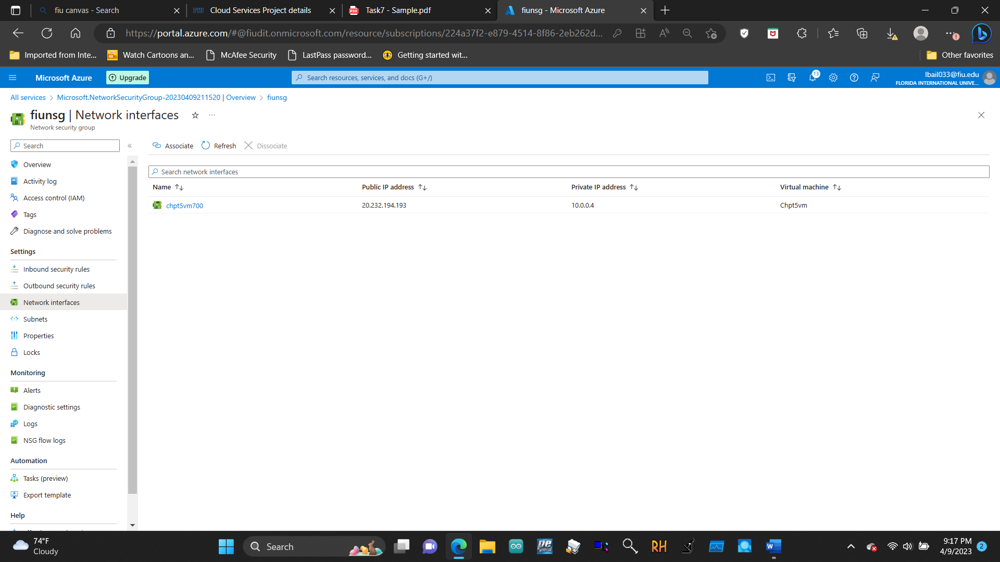 fiu canvas - Search
FIU Cloud Services Project details
PDF Task7 - Sample.pdf
fiunsg - Microsoft Azure
https://portal.azure.com/#@fiudit.onmicrosoft.com/resource/subscriptions/224a37f2-e879-4514-8f86-2eb262d...
Imported from Inte...
Watch Cartoons an...
McAfee Security
LastPass password...
Getting started wit...
Other favorites
Microsoft Azure
Upgrade
Search resources, services, and docs (G+/)
13
lbail033@fiu.edu
FLORIDA INTERNATIONAL UNIVE...
All services > Microsoft.NetworkSecurityGroup-20230409211520 | Overview > fiunsg
fiunsg | Network interfaces
Network security group
Search
Associate Refresh Dissociate
Overview
Activity log
Access control (IAM)
Tags
Diagnose and solve problems
Settings
Inbound security rules
Outbound security rules
Network interfaces
Subnets
Properties
Locks
Monitoring
Alerts
Diagnostic settings
Logs
NSG flow logs
Automation
Tasks (preview)
Export template
Help
Search network interfaces
Name Public IP address Private IP address Virtual machine
chpt5vm700 20.232.194.193 10.0.0.4 Chpt5vm
74°F
Cloudy
Search
RH
9:17 PM
4/9/2023
2